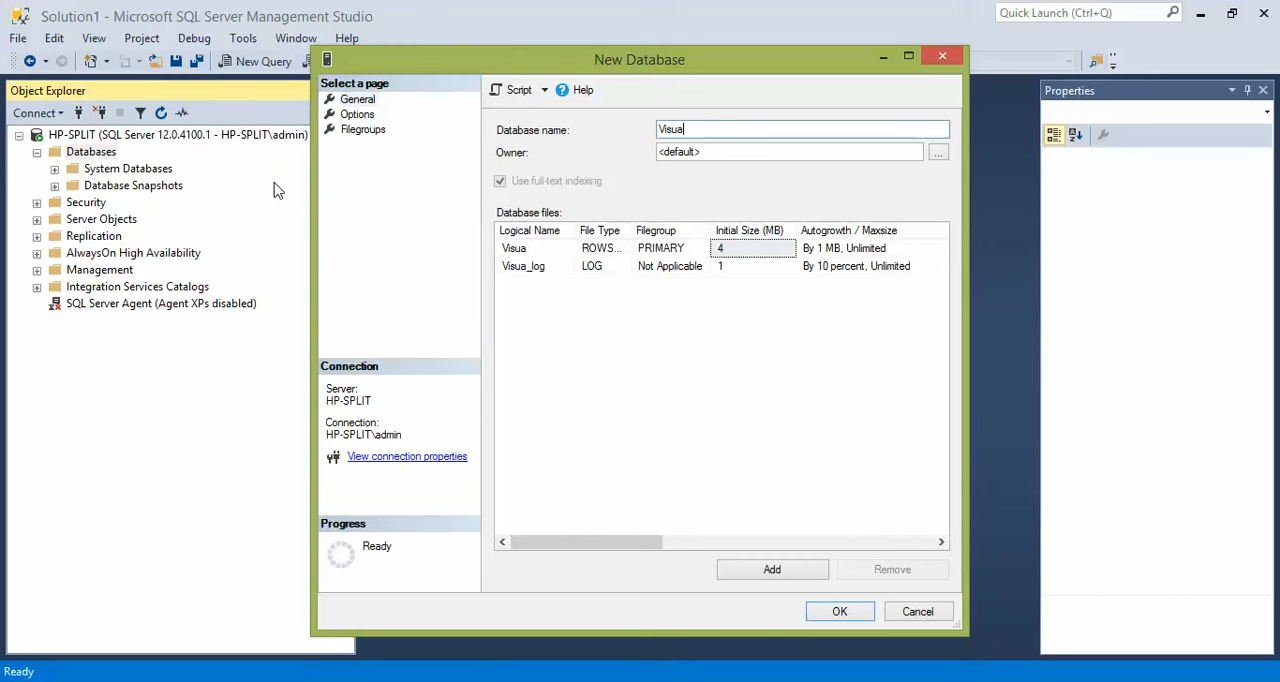 Solution1 - Microsoft SQL Server Management Studio
Quick Launch (Ctrl+Q)
File Edit View Project Debug Tools Window Help
New Query
Object Explorer
Connect
HP-SPLIT (SQL Server 12.0.4100.1 - HP-SPLIT\admin)
Databases
System Databases
Database Snapshots
Security
Server Objects
Replication
AlwaysOn High Availability
Management
Integration Services Catalogs
SQL Server Agent (Agent XPs disabled)
New Database
Select a page
General
Options
Filegroups
Connection
Server:
HP-SPLIT
Connection:
HP-SPLIT\admin
View connection properties
Progress
Ready
Script Help
Database name: Visua
Owner: <default> ...
Use full-text indexing
Database files:
Logical Name File Type Filegroup Initial Size (MB) Autogrowth / Maxsize
Visua ROWS... PRIMARY 4 By 1 MB, Unlimited
Visua_log LOG Not Applicable 1 By 10 percent, Unlimited
Add Remove
OK Cancel
Properties
Ready